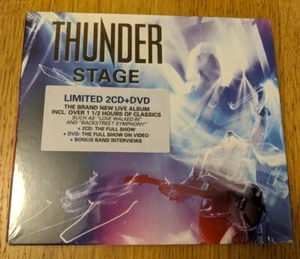 THUNDER
STAGE
LIMITED 2CD+DVD
THE BRAND NEW LIVE ALBUM
INCL. OVER 1 1/2 HOURS OF CLASSICS
SUCH AS "LOVE WALKED IN"
AND "BACKSTREET SYMPHONY"
+ 2CD: THE FULL SHOW
+ DVD: THE FULL SHOW ON VIDEO
+ BONUS BAND INTERVIEWS